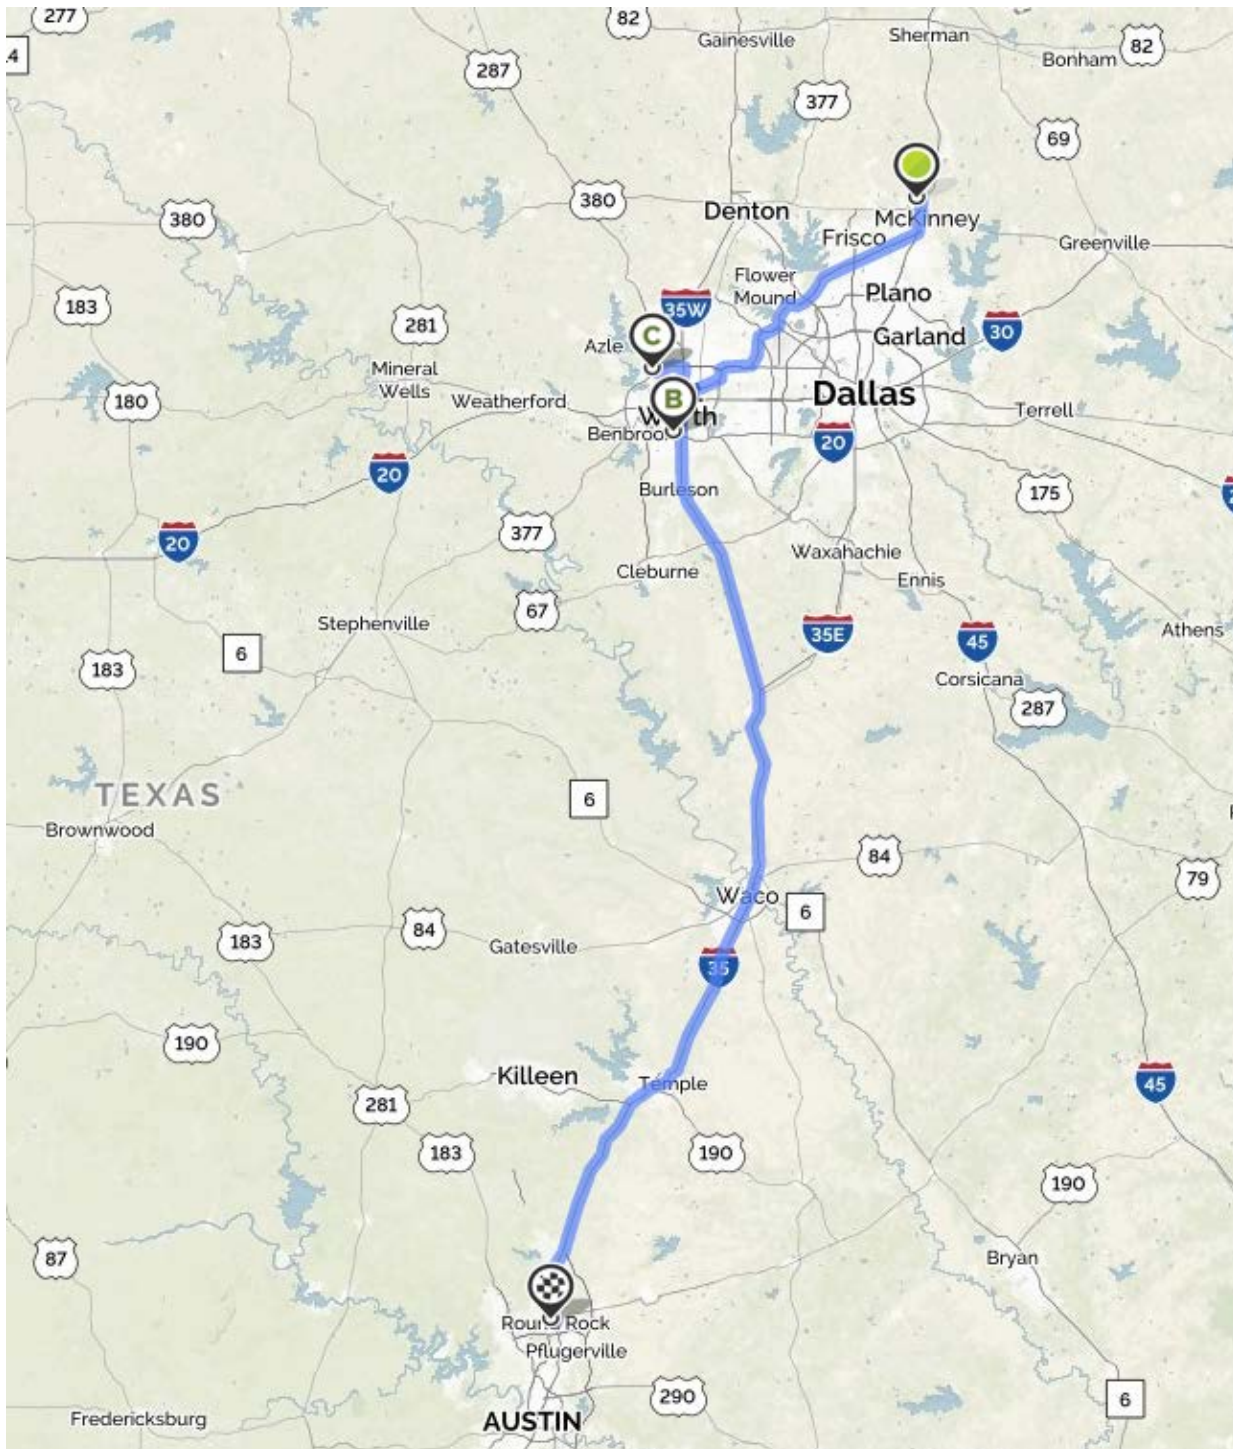 277
82
Sherman
Gainesville
82
Bonham
287
377
69
380
380
Denton
McKinney
Frisco
Greenville
Flower
Mound
Plano
183
35W
281
Garland
30
C
Azle
Mineral
Wells
Dallas
180
Weatherford
B
Terrell
Benbroo
20
20
Burleson
175
377
20
Waxahachie
Cleburne
Ennis
67
Stephenville
35E
Athens
6
45
183
Corsicana
287
TEXAS
6
Brownwood
84
79
Waco
6
84
183
Gatesville
35
190
Killeen
Temple
45
281
183
190
190
87
Bryan
Round Rock
Pflugerville
290
6
Fredericksburg
AUSTIN